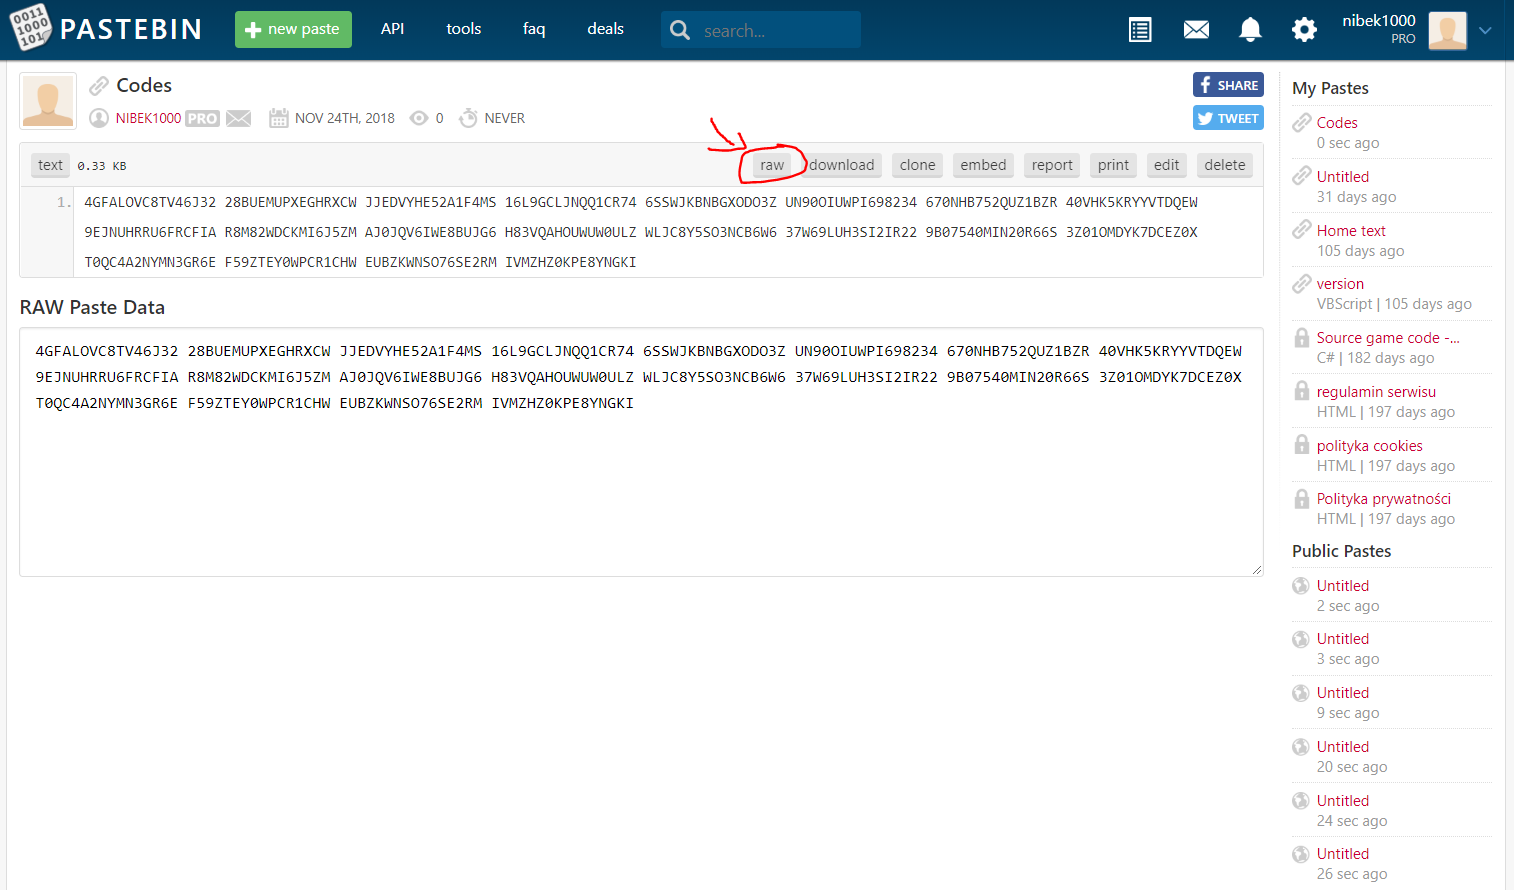 0011
1000
101
PASTEBIN
new paste
API
tools
faq
deals
search...
nibek1000
PRO
Codes
NIBEK1000 PRO NOV 24TH, 2018 0 NEVER
SHARE
TWEET
text 0.33 KB
raw download clone embed report print edit delete
1. 4GFALOVC8TV46J32 28BUEMUPXEGHRXCW JJEDVYHE52A1F4MS 16L9GCLJNQQ1CR74 6SSWJKBNBGXODO3Z UN90OIUWPI698234 670NHB752QUZ1BZR 40VHK5KRYYVTDQEW
9EJNUHRRU6FRCFIA R8M82WDCKMI6J5ZM AJ0JQV6IWE8BUJG6 H83VQAHOUWUW0ULZ WLJC8Y5SO3NCB6W6 37W69LUH3SI2IR22 9B07540MIN20R66S 3Z01OMDYK7DCEZ0X
T0QC4A2NYMN3GR6E F59ZTEY0WPCR1CHW EUBZKWNSO76SE2RM IVMZHZ0KPE8YNGKI
RAW Paste Data
4GFALOVC8TV46J32 28BUEMUPXEGHRXCW JJEDVYHE52A1F4MS 16L9GCLJNQQ1CR74 6SSWJKBNBGXODO3Z UN90OIUWPI698234 670NHB752QUZ1BZR 40VHK5KRYYVTDQEW
9EJNUHRRU6FRCFIA R8M82WDCKMI6J5ZM AJ0JQV6IWE8BUJG6 H83VQAHOUWUW0ULZ WLJC8Y5SO3NCB6W6 37W69LUH3SI2IR22 9B07540MIN20R66S 3Z01OMDYK7DCEZ0X
T0QC4A2NYMN3GR6E F59ZTEY0WPCR1CHW EUBZKWNSO76SE2RM IVMZHZ0KPE8YNGKI
My Pastes
Codes
0 sec ago
Untitled
31 days ago
Home text
105 days ago
version
VBScript | 105 days ago
Source game code -...
C# | 182 days ago
regulamin serwisu
HTML | 197 days ago
polityka cookies
HTML | 197 days ago
Polityka prywatności
HTML | 197 days ago
Public Pastes
Untitled
2 sec ago
Untitled
3 sec ago
Untitled
9 sec ago
Untitled
20 sec ago
Untitled
24 sec ago
Untitled
26 sec ago